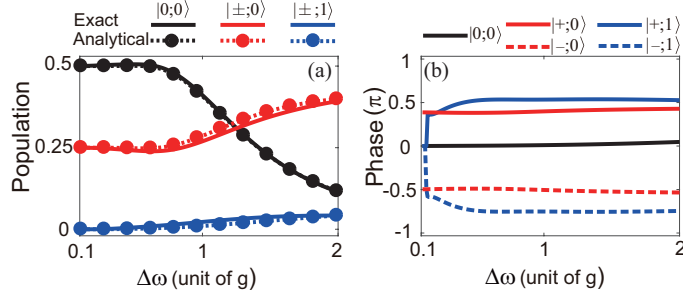 Exact |0;0⟩ |±;0⟩ |±;1⟩
Analytical
(a)
Population
0.5
0.25
0
0.1 1 2
Δω (unit of g)
|0;0⟩ |+;0⟩ |+;1⟩
|−;0⟩ |−;1⟩
(b)
Phase (π)
1
0.5
0
-0.5
-1
0.1 1 2
Δω (unit of g)